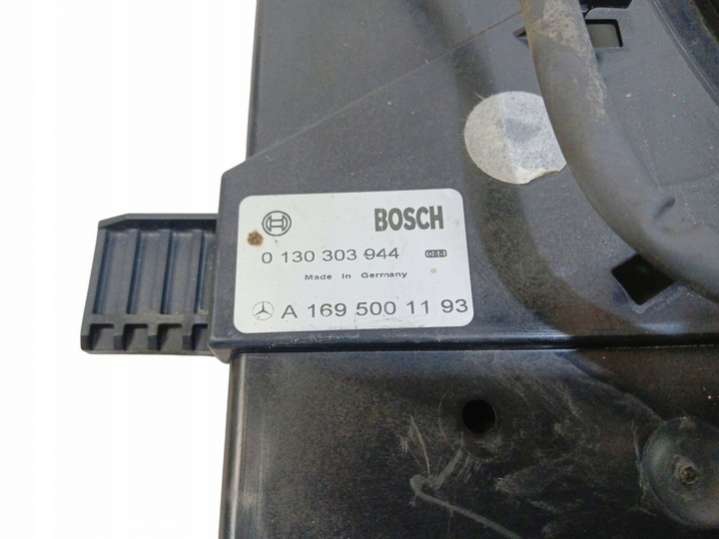 BOSCH
0 130 303 944
Made in Germany
A 169 500 11 93